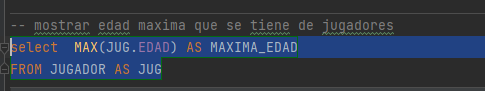 -- mostrar edad maxima que se tiene de jugadores
select  MAX(JUG.EDAD) AS MAXIMA_EDAD
FROM JUGADOR AS JUG